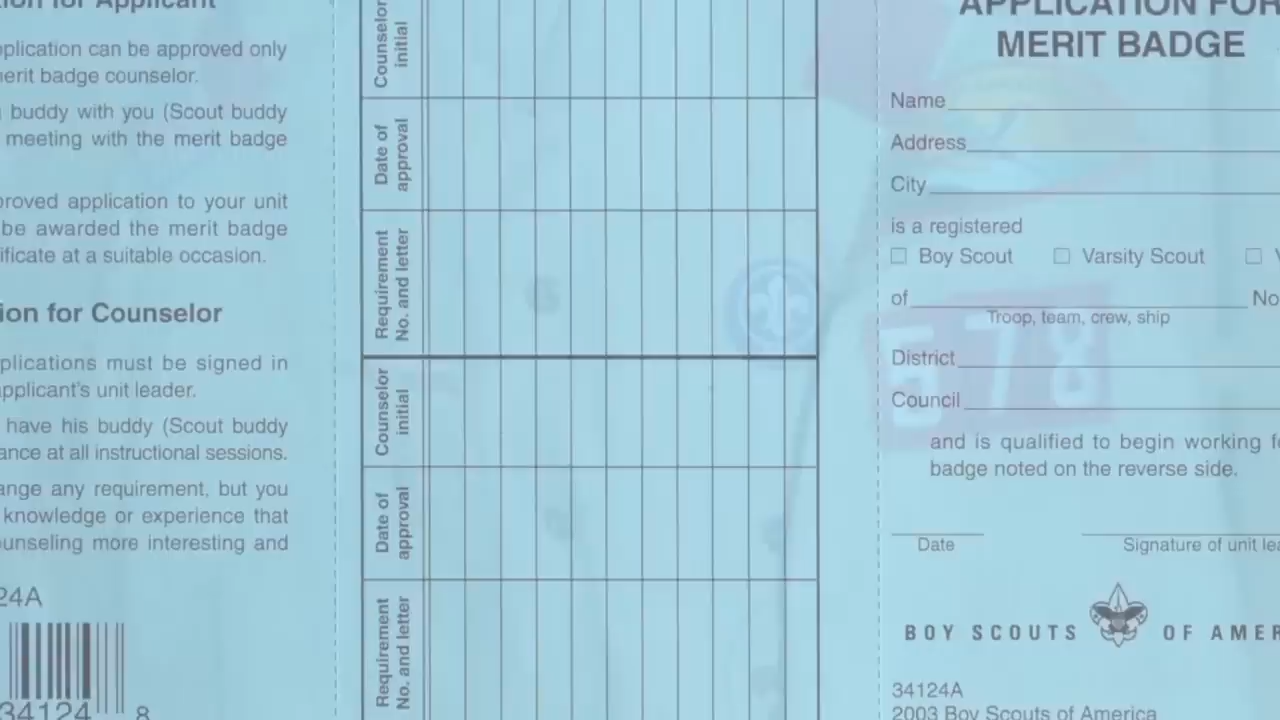 ion for Applicant
pplication can be approved only
merit badge counselor.
buddy with you (Scout buddy
meeting with the merit badge
proved application to your unit
be awarded the merit badge
ificate at a suitable occasion.
ion for Counselor
plications must be signed in
applicant's unit leader.
have his buddy (Scout buddy
ance at all instructional sessions.
ange any requirement, but you
knowledge or experience that
ounseling more interesting and
24A
34124 8
Counselor initial
Date of approval
Requirement No. and letter
Counselor initial
Date of approval
Requirement No. and letter
APPLICATION FOR
MERIT BADGE
Name
Address
City
is a registered
Boy Scout Varsity Scout V
of No
Troop, team, crew, ship
578
District
Council
and is qualified to begin working f
badge noted on the reverse side.
Date Signature of unit lea
BOY SCOUTS OF AMER
34124A
2003 Boy Scouts of America